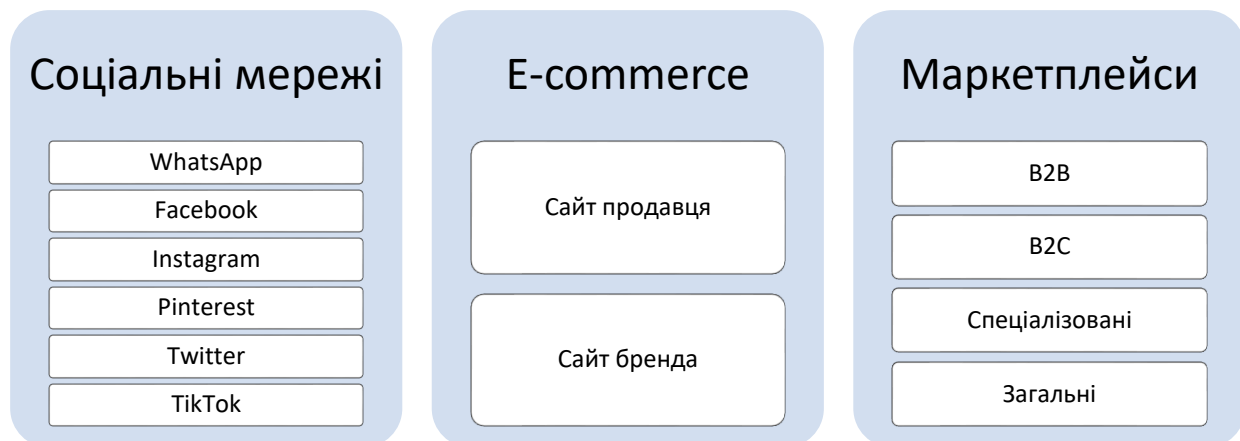 Соціальні мережі
WhatsApp
Facebook
Instagram
Pinterest
Twitter
TikTok
E-commerce
Сайт продавця
Сайт бренда
Маркетплейси
B2B
B2C
Спеціалізовані
Загальні